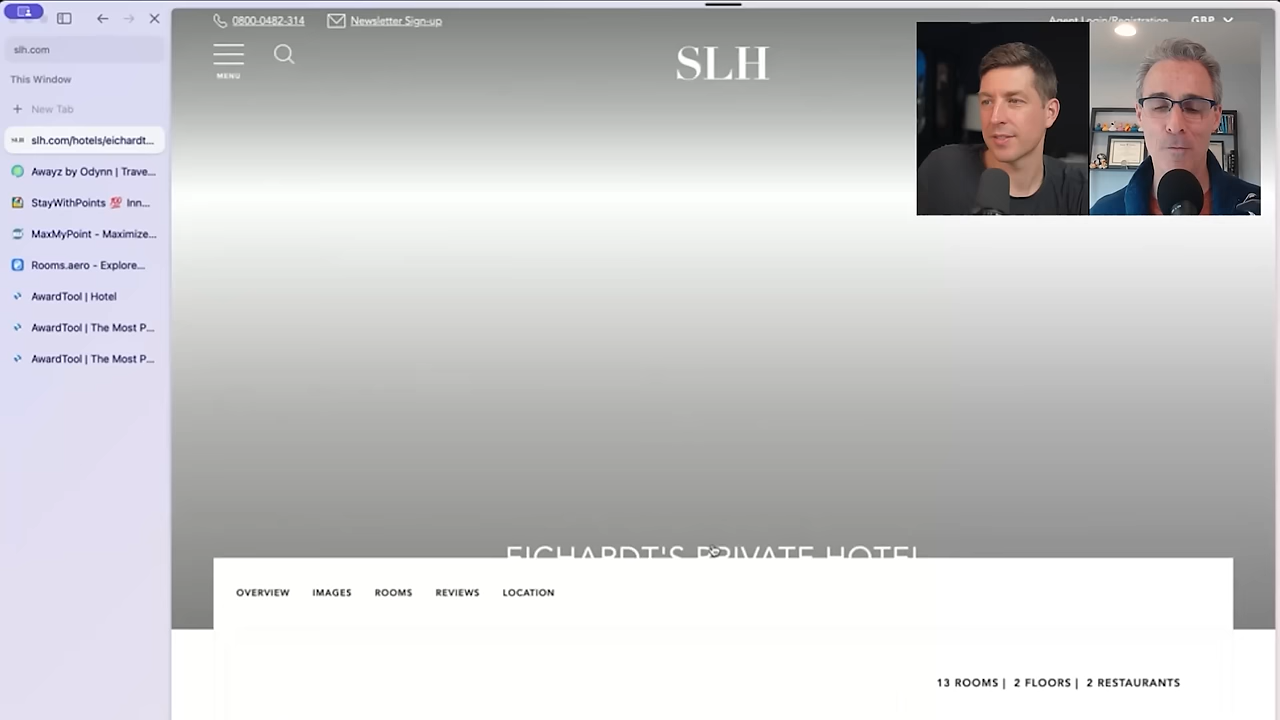 slh.com
This Window
New Tab
SLH slh.com/hotels/eichardt...
Awayz by Odynn | Trave...
StayWithPoints 💯 Inn...
MaxMyPoint - Maximize...
Rooms.aero - Explore...
AwardTool | Hotel
AwardTool | The Most P...
AwardTool | The Most P...
0800-0482-314 Newsletter Sign-up Agent Login/Registration GBP
MENU
SLH
EICHARDT'S PRIVATE HOTEL
OVERVIEW IMAGES ROOMS REVIEWS LOCATION
13 ROOMS | 2 FLOORS | 2 RESTAURANTS